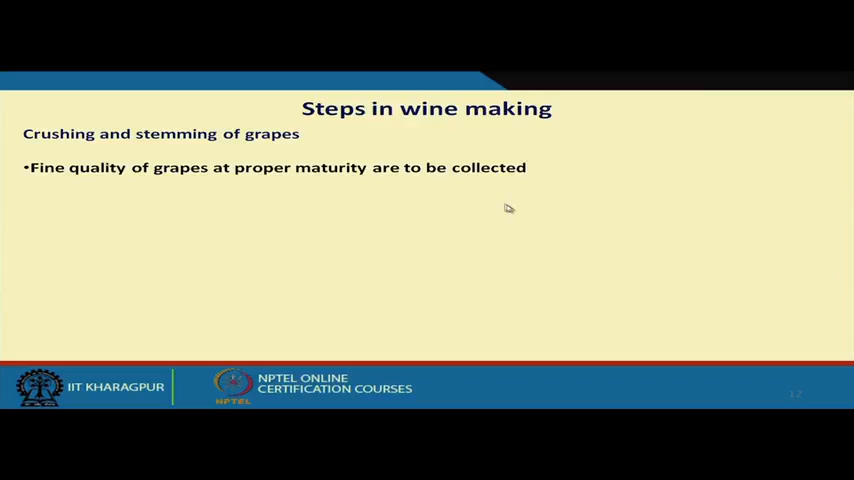 Steps in wine making
Crushing and stemming of grapes
•Fine quality of grapes at proper maturity are to be collected
IIT KHARAGPUR
NPTEL ONLINE
CERTIFICATION COURSES
NPTEL
12